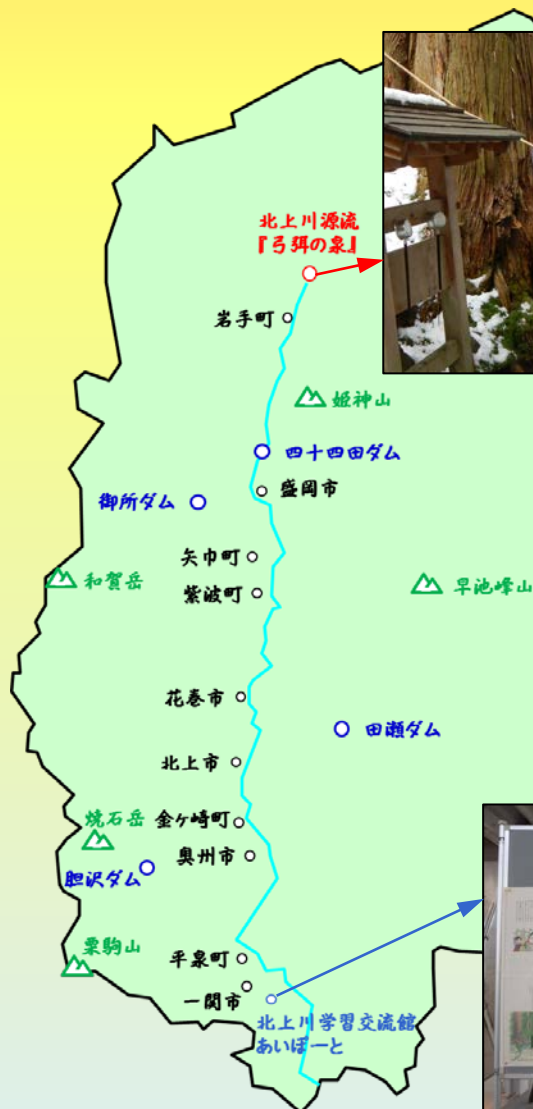 北上川源流
『弓弭の泉』
岩手町
姫神山
四十四田ダム
盛岡市
御所ダム
矢巾町
和賀岳
早池峰山
紫波町
花巻市
田瀬ダム
北上市
焼石岳
金ヶ崎町
奥州市
胆沢ダム
栗駒山
平泉町
一関市
北上川学習交流館
あいぽーと